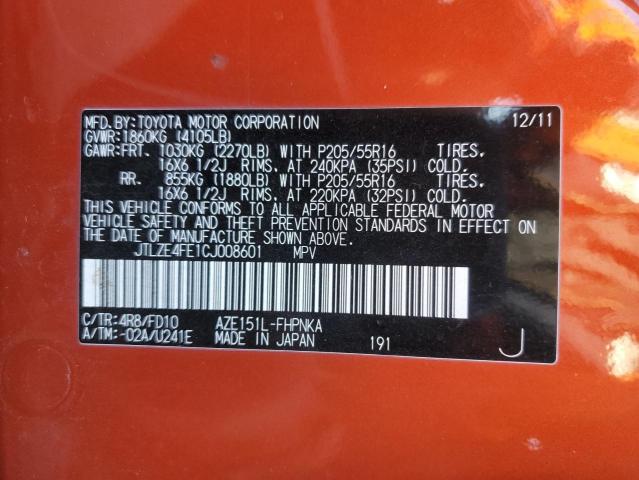 MFD.BY:TOYOTA MOTOR CORPORATION 12/11
GVWR:1860KG (4105LB)
GAWR:FRT. 1030KG (2270LB) WITH P205/55R16 TIRES.
16X6 1/2J RIMS. AT 240KPA (35PSI) COLD.
RR. 855KG (1880LB) WITH P205/55R16 TIRES.
16X6 1/2J RIMS. AT 220KPA (32PSI) COLD.
THIS VEHICLE CONFORMS TO ALL APPLICABLE FEDERAL MOTOR
VEHICLE SAFETY AND THEFT PREVENTION STANDARDS IN EFFECT ON
THE DATE OF MANUFACTURE SHOWN ABOVE.
JTLZE4FE1CJ008601 MPV
C/TR:4R8/FD10 AZE151L-FHPNKA
A/TM:-02A/U241E MADE IN JAPAN 191 J